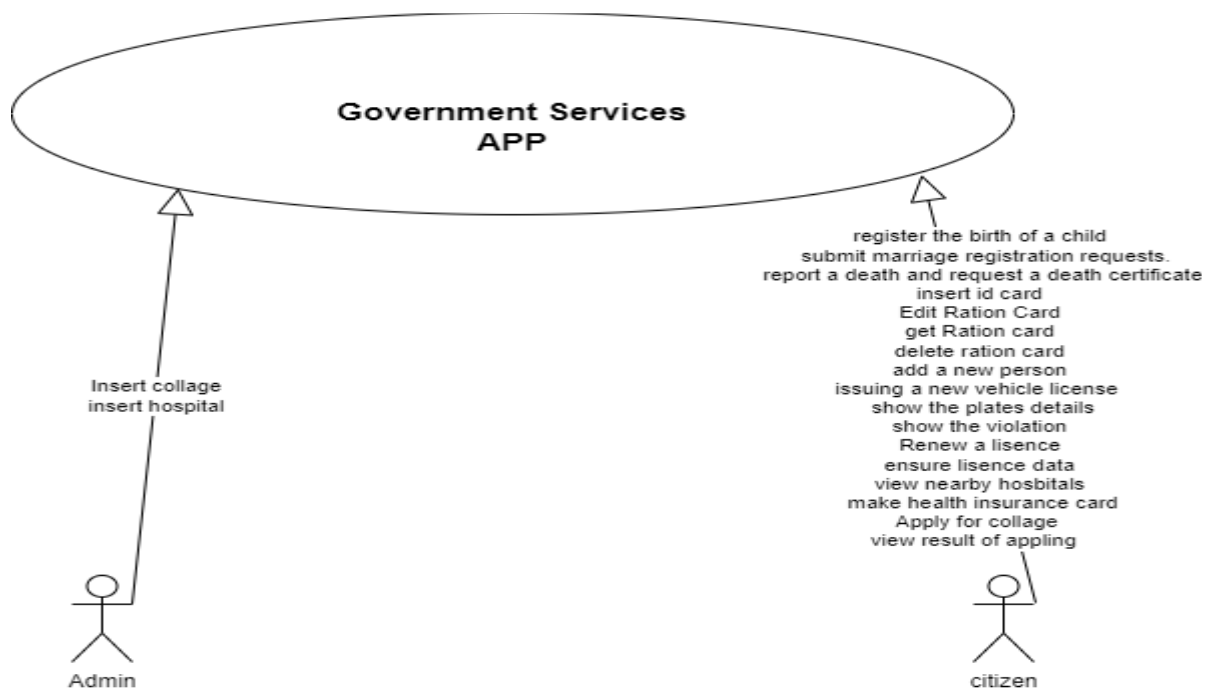 Government Services
APP
register the birth of a child
submit marriage registration requests.
report a death and request a death certificate
insert id card
Edit Ration Card
get Ration card
delete ration card
add a new person
issuing a new vehicle license
show the plates details
show the violation
Renew a lisence
ensure lisence data
view nearby hosbitals
make health insurance card
Apply for collage
view result of appling
Insert collage
insert hospital
Admin
citizen